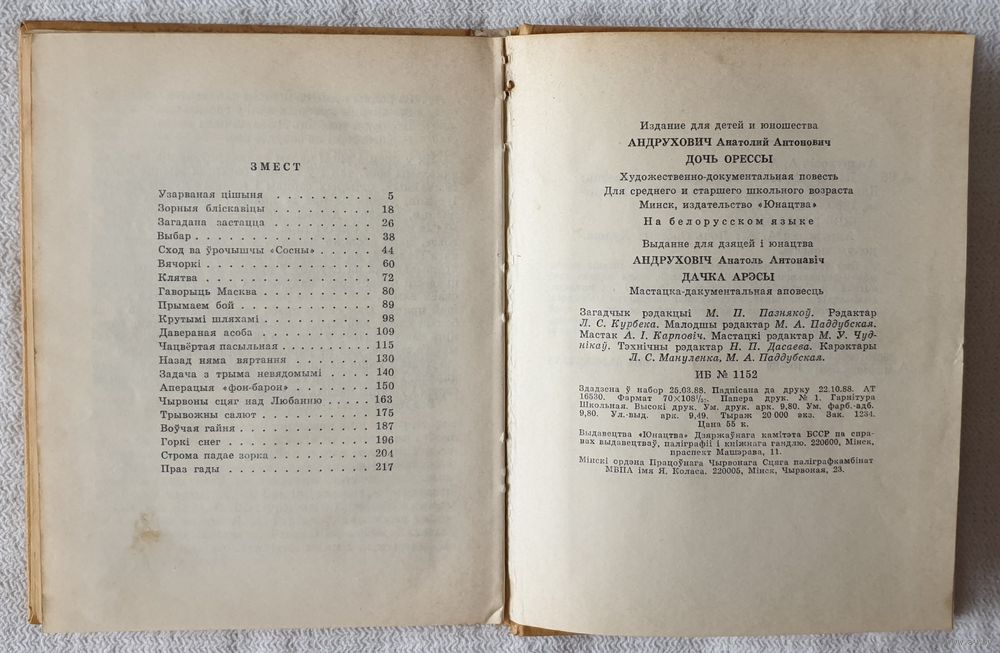 ЗМЕСТ
Узарваная цішыня . . . . . . . . . 5
Зорныя бліскавіцы . . . . . . . . . 18
Загадана застацца . . . . . . . . . 26
Выбар . . . . . . . . . . . . . . . 38
Сход ва ўрочышчы «Сосны» . . . . . 44
Вячоркі . . . . . . . . . . . . . . 60
Клятва . . . . . . . . . . . . . . 72
Гаворыць Масква . . . . . . . . . . 80
Прымаем бой . . . . . . . . . . . . 89
Крутымі шляхамі . . . . . . . . . . 98
Давераная асоба . . . . . . . . . . 109
Чацвёртая пасыльная . . . . . . . . 115
Назад няма вяртання . . . . . . . . 130
Задача з трыма невядомымі . . . . . 140
Аперацыя «фон-барон» . . . . . . . 150
Чырвоны сцяг над Любанню . . . . . 163
Трывожны салют . . . . . . . . . . 175
Воўчая гайня . . . . . . . . . . . 187
Горкі снег . . . . . . . . . . . . 196
Строма падае зорка . . . . . . . . 204
Праз гады . . . . . . . . . . . . . 217
Издание для детей и юношества
АНДРУХОВИЧ Анатолий Антонович
ДОЧЬ ОРЕССЫ
Художественно-документальная повесть
Для среднего и старшего школьного возраста
Минск, издательство «Юнацтва»
На белорусском языке
Выданне для дзяцей і юнацтва
АНДРУХОВІЧ Анатоль Антонавіч
ДАЧКА АРЭСЫ
Мастацка-дакументальная аповесць
Загадчык рэдакцыі М. П. Пазнякоў. Рэдактар
Л. С. Курбека. Малодшы рэдактар М. А. Паддубская.
Мастак А. І. Карповіч. Мастацкі рэдактар М. У. Чуд-
нікаў. Тэхнічны рэдактар Н. П. Дасаева. Карэктары
Л. С. Мануленка, М. А. Паддубская.
ИБ № 1152
Здадзена ў набор 25.03.88. Падпісана да друку 22.10.88. АТ
16530. Фармат 70×108¹/₃₂. Папера друк. № 1. Гарнітура
Школьная. Высокі друк. Ум. друк. арк. 9,80. Ум. фарб.-адб.
9,80. Ул.-выд. арк. 9,49. Тыраж 20 000 экз. Зак. 1234.
Цана 55 к.
Выдавецтва «Юнацтва» Дзяржаўнага камітэта БССР па спра-
вах выдавецтваў, паліграфіі і кніжнага гандлю. 220600, Мінск,
праспект Машэрава, 11.
Мінскі ордэна Працоўнага Чырвонага Сцяга паліграфкамбінат
МВПА імя Я. Коласа. 220005, Мінск, Чырвоная, 23.